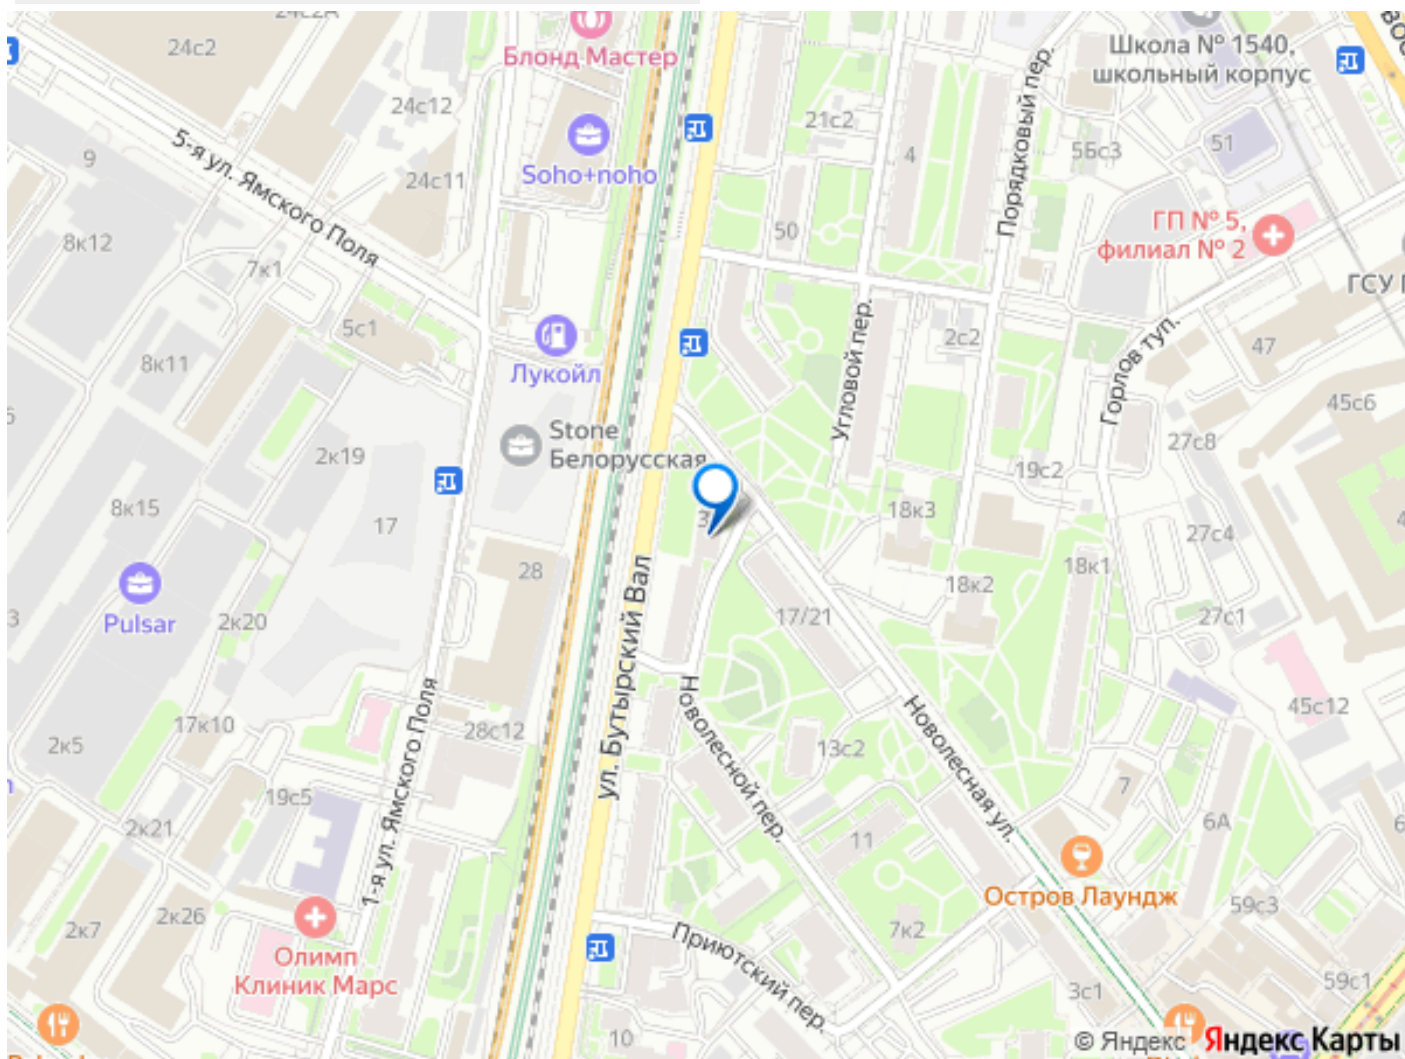 24с2А
24с2
Блонд Мастер
Школа № 1540,
школьный корпус
24с12
21с2
4
5Бс3
51
Порядковый пер.
9
5-я ул. Ямского Поля
24с11
Soho+noho
50
ГП № 5,
филиал № 2
8к12
7к1
5с1
ГСУ
8к11
Лукойл
2с2
Угловой пер.
Горлов туп.
47
45с6
Stone
Белорусская
2к19
27с8
19с2
8к15
17
18к3
27с4
28
18к2
18к1
Pulsar
2к20
17/21
27с1
ул. Бутырский Вал
17к10
28с12
Новолесной пер.
Новолесная ул.
45с12
2к5
13с2
19с5
7
6А
2к21
1-я ул. Ямского Поля
11
Остров Лаундж
2к7
2к26
7к2
59с3
Олимп
Клиник Марс
Приютский пер.
3с1
59с1
10
© Яндекс Яндекс Карты